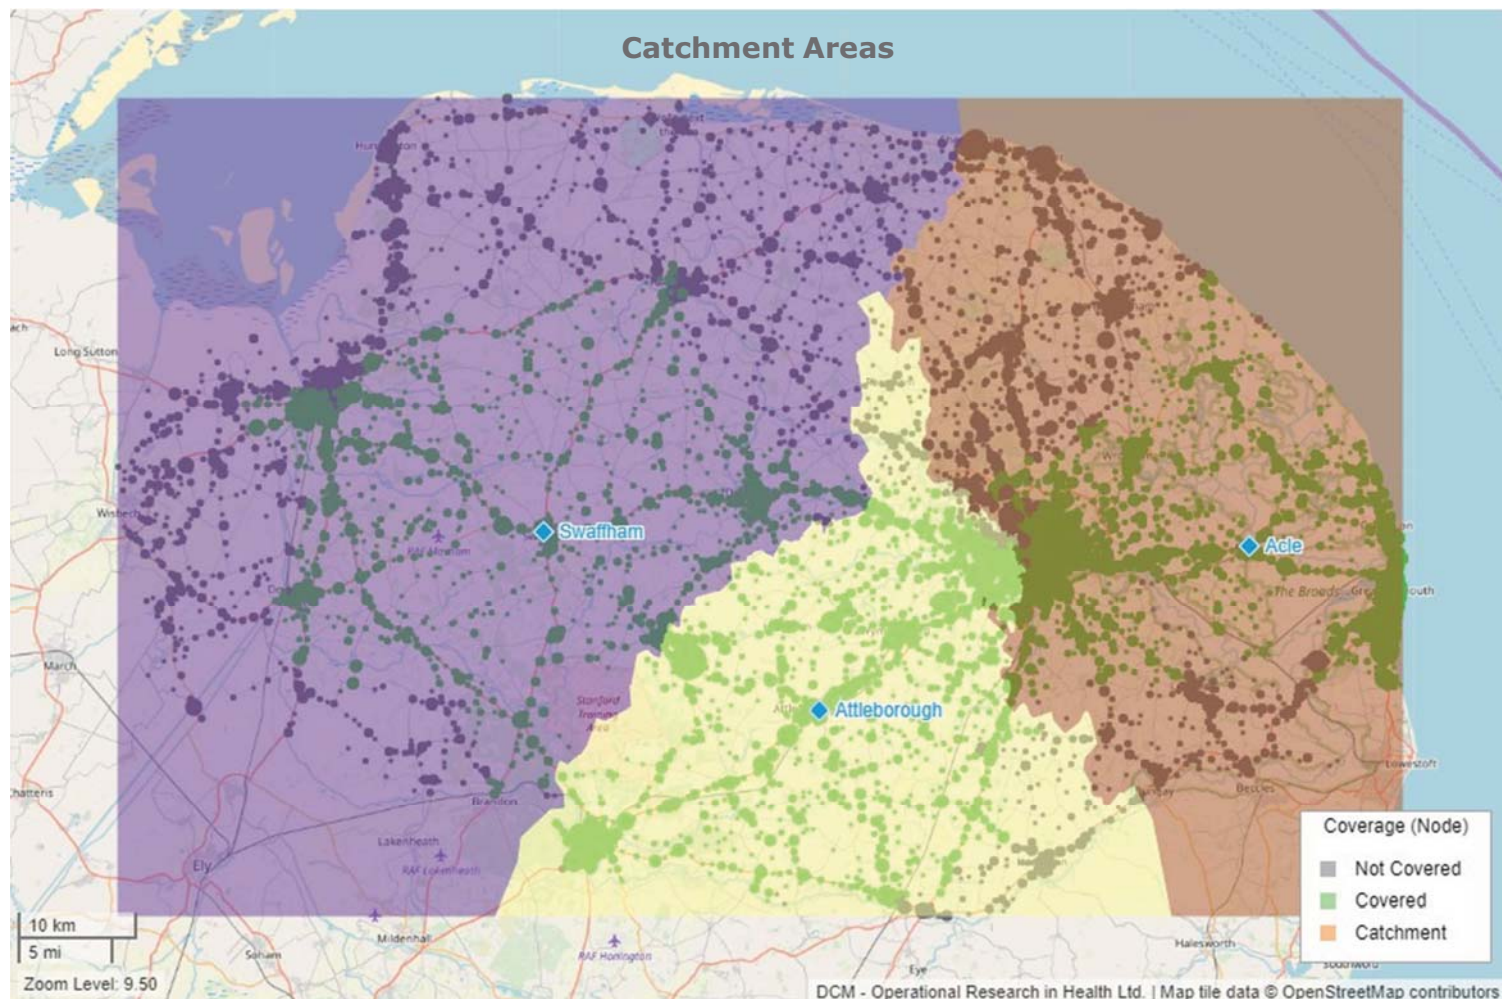 Catchment Areas
Long Sutton
Wisbech
Swaffham
Acle
The Broads
March
Stanford
Training
Area
Attleborough
Lowestoft
Beccles
Brandon
Lakenheath
RAF Lakenheath
Ely
Coverage (Node)
Not Covered
Covered
Catchment
10 km
5 mi
Mildenhall
Soham
RAF Honington
Halesworth
Eye
Southwold
Zoom Level: 9.50
DCM - Operational Research in Health Ltd. | Map tile data © OpenStreetMap contributors